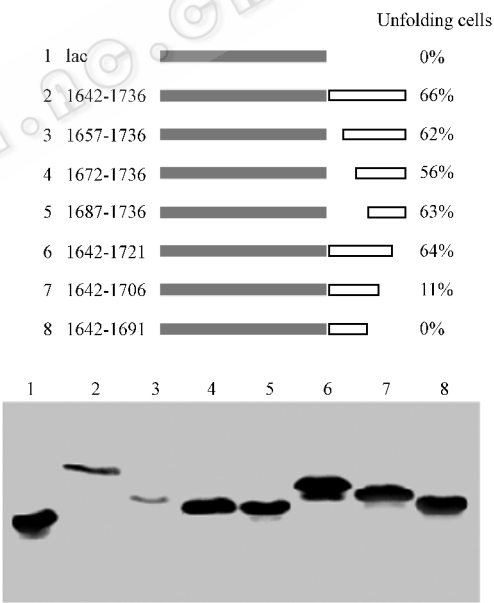 Unfolding cells
1 lac 0%
2 1642-1736 66%
3 1657-1736 62%
4 1672-1736 56%
5 1687-1736 63%
6 1642-1721 64%
7 1642-1706 11%
8 1642-1691 0%
1 2 3 4 5 6 7 8